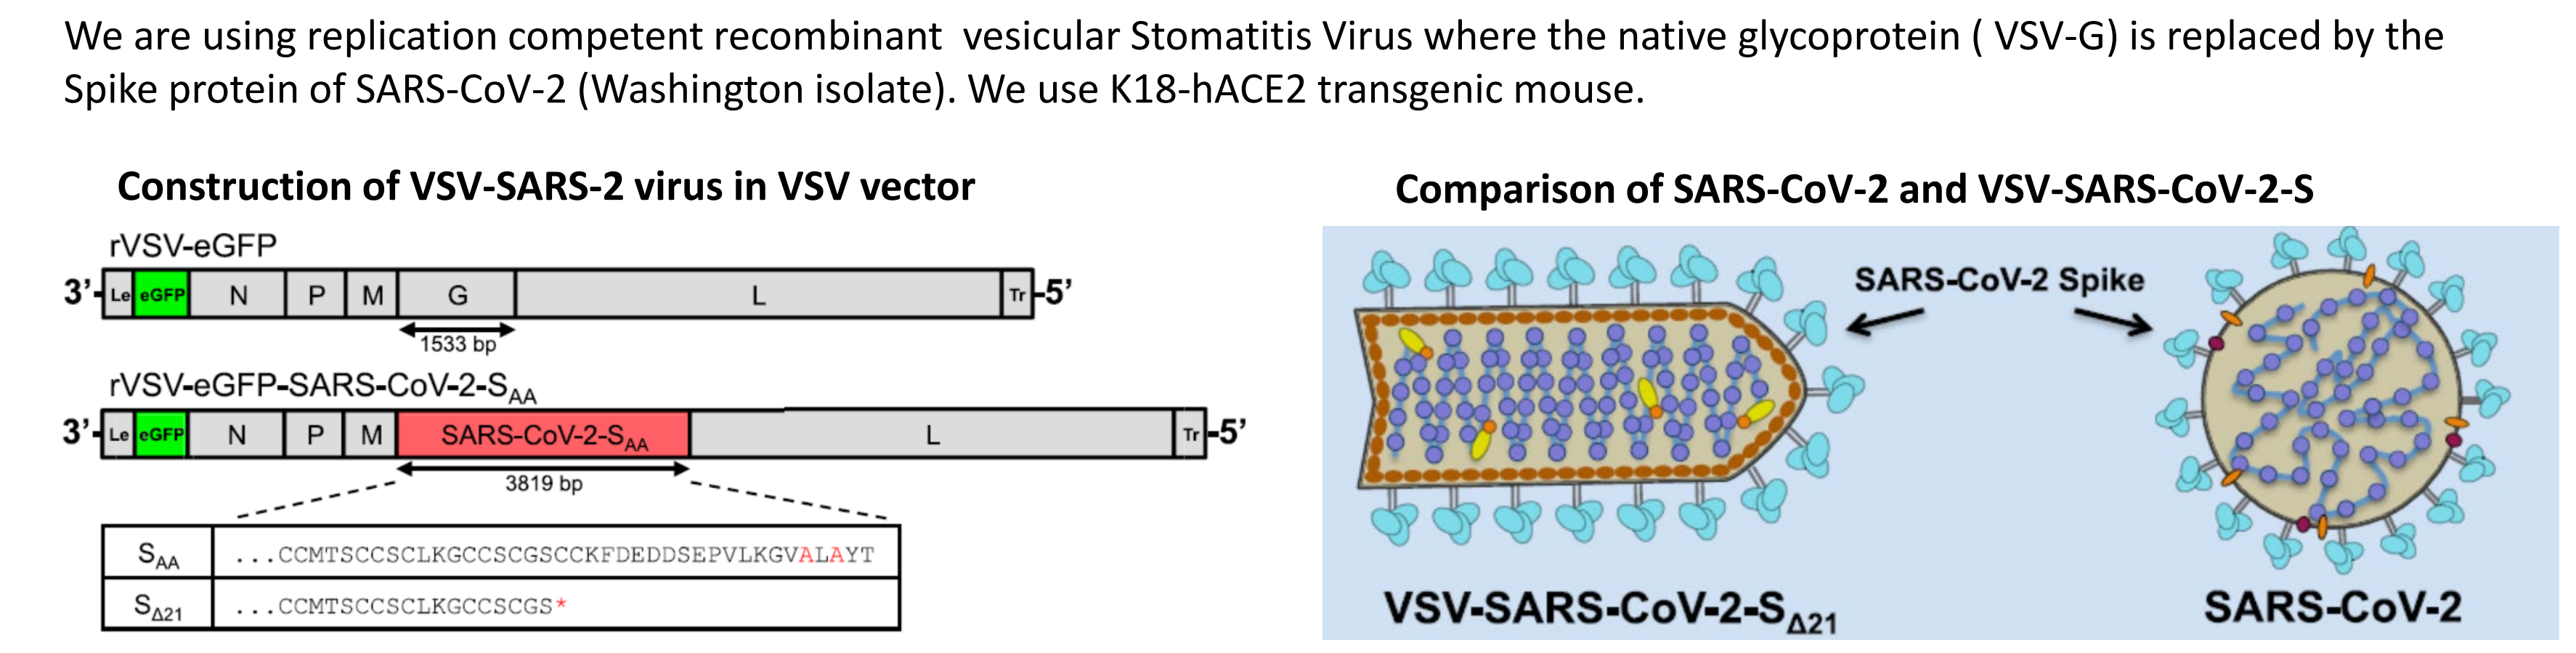 We are using replication competent recombinant  vesicular Stomatitis Virus where the native glycoprotein ( VSV-G) is replaced by the
Spike protein of SARS-CoV-2 (Washington isolate). We use K18-hACE2 transgenic mouse.
Construction of VSV-SARS-2 virus in VSV vector
rVSV-eGFP
3’- Le eGFP N P M G L Tr -5’
1533 bp
rVSV-eGFP-SARS-CoV-2-SAA
3’- Le eGFP N P M SARS-CoV-2-SAA L Tr -5’
3819 bp
SAA ...CCMTSCCSCLKGCCSCGSCCKFDEDDSEPVLKGVALAYT
SΔ21 ...CCMTSCCSCLKGCCSCGS*
Comparison of SARS-CoV-2 and VSV-SARS-CoV-2-S
SARS-CoV-2 Spike
VSV-SARS-CoV-2-SΔ21
SARS-CoV-2